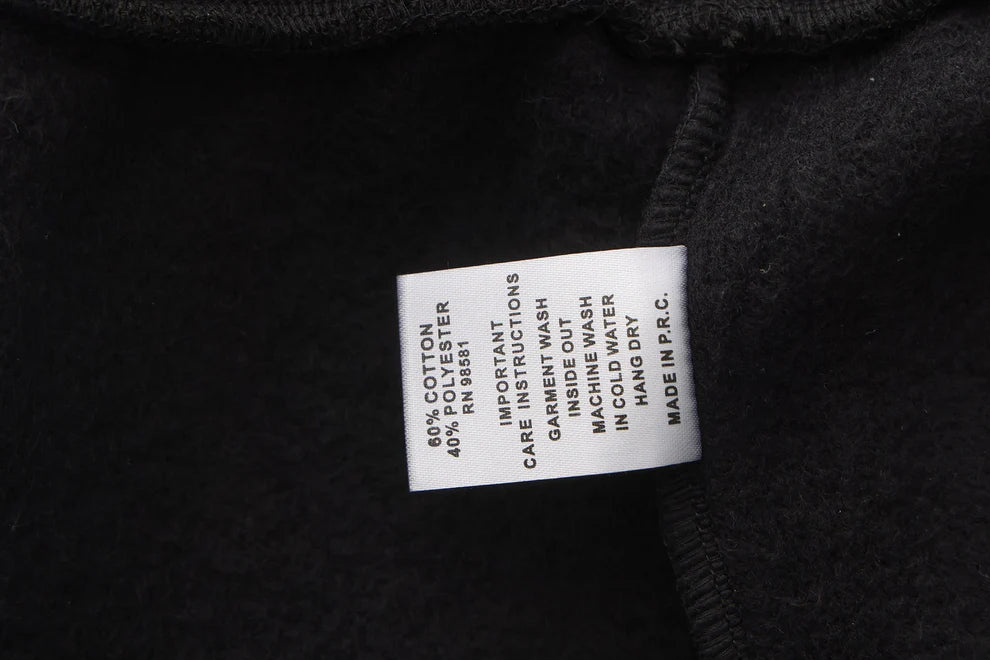 60% COTTON
40% POLYESTER
RN 98581
IMPORTANT
CARE INSTRUCTIONS
GARMENT WASH
INSIDE OUT
MACHINE WASH
IN COLD WATER
HANG DRY
MADE IN P.R.C.